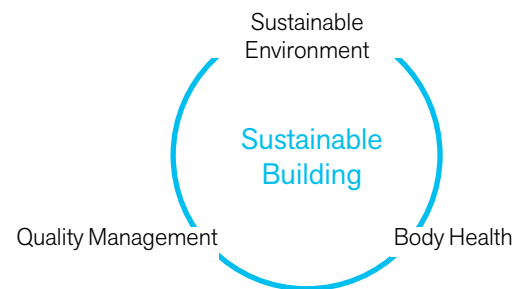 Sustainable
Environment
Sustainable
Building
Quality Management
Body Health